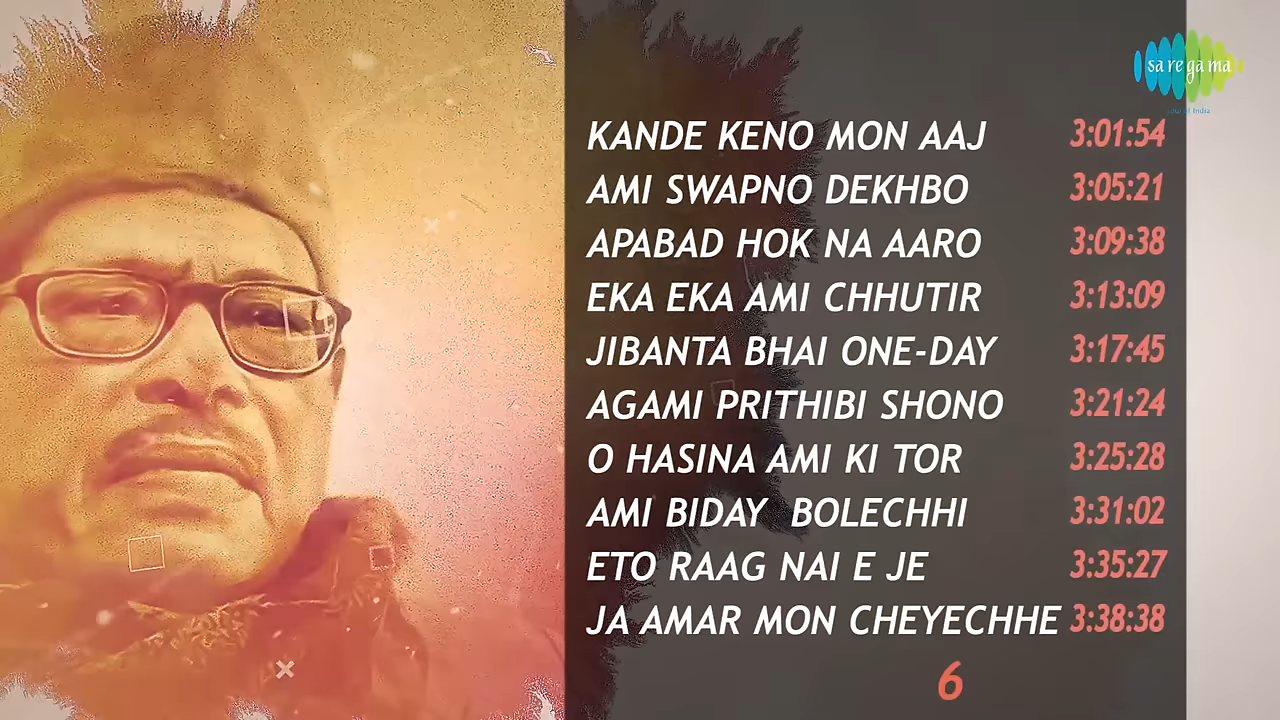 sa re ga ma
soul of India
KANDE KENO MON AAJ 3:01:54
AMI SWAPNO DEKHBO 3:05:21
APABAD HOK NA AARO 3:09:38
EKA EKA AMI CHHUTIR 3:13:09
JIBANTA BHAI ONE-DAY 3:17:45
AGAMI PRITHIBI SHONO 3:21:24
O HASINA AMI KI TOR 3:25:28
AMI BIDAY BOLECHHI 3:31:02
ETO RAAG NAI E JE 3:35:27
JA AMAR MON CHEYECHHE 3:38:38
6